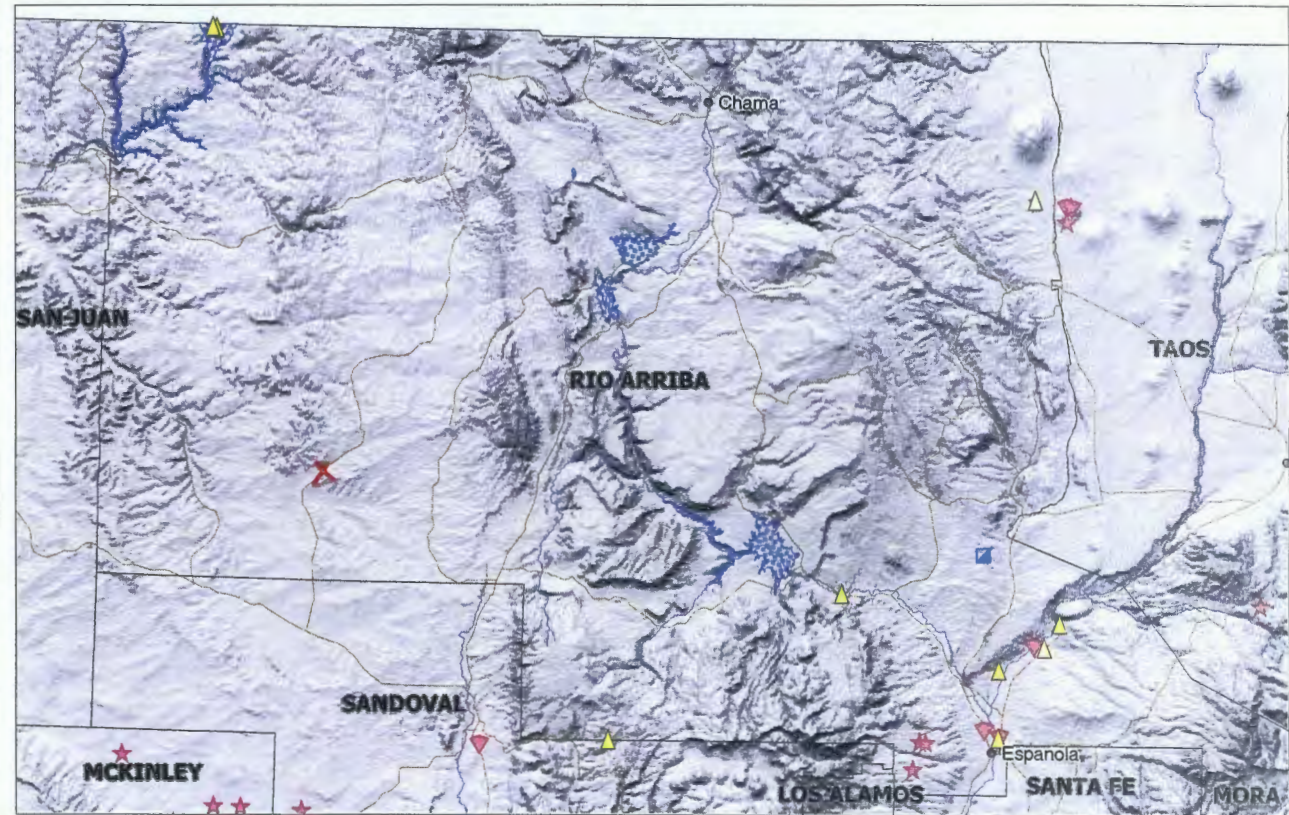 Chama
SAN JUAN
TAOS
RIO ARRIBA
SANDOVAL
Espanola
MCKINLEY
LOS ALAMOS
SANTA FE
MORA